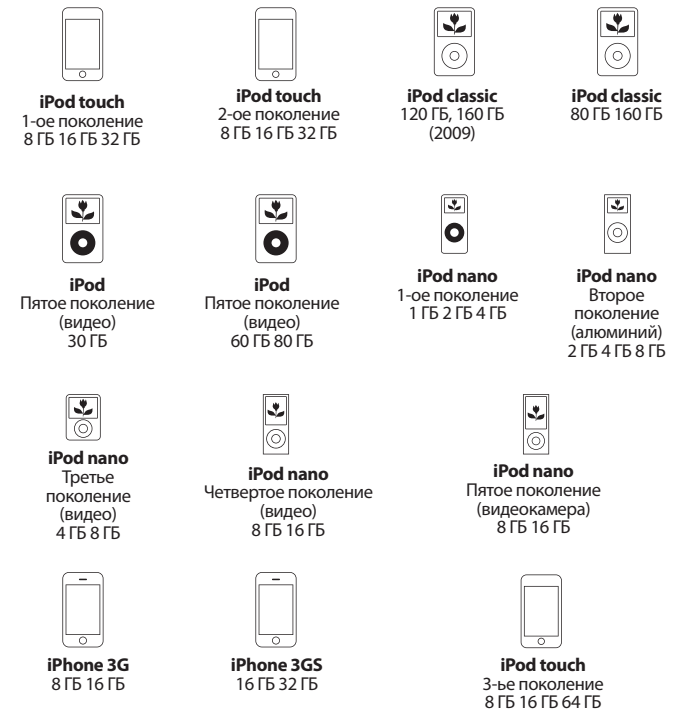 iPod touch
1-ое поколение
8 ГБ 16 ГБ 32 ГБ
iPod touch
2-ое поколение
8 ГБ 16 ГБ 32 ГБ
iPod classic
120 ГБ, 160 ГБ
(2009)
iPod classic
80 ГБ 160 ГБ
iPod
Пятое поколение
(видео)
30 ГБ
iPod
Пятое поколение
(видео)
60 ГБ 80 ГБ
iPod nano
1-ое поколение
1 ГБ 2 ГБ 4 ГБ
iPod nano
Второе
поколение
(алюминий)
2 ГБ 4 ГБ 8 ГБ
iPod nano
Третье
поколение
(видео)
4 ГБ 8 ГБ
iPod nano
Четвертое поколение
(видео)
8 ГБ 16 ГБ
iPod nano
Пятое поколение
(видеокамера)
8 ГБ 16 ГБ
iPhone 3G
8 ГБ 16 ГБ
iPhone 3GS
16 ГБ 32 ГБ
iPod touch
3-ье поколение
8 ГБ 16 ГБ 64 ГБ